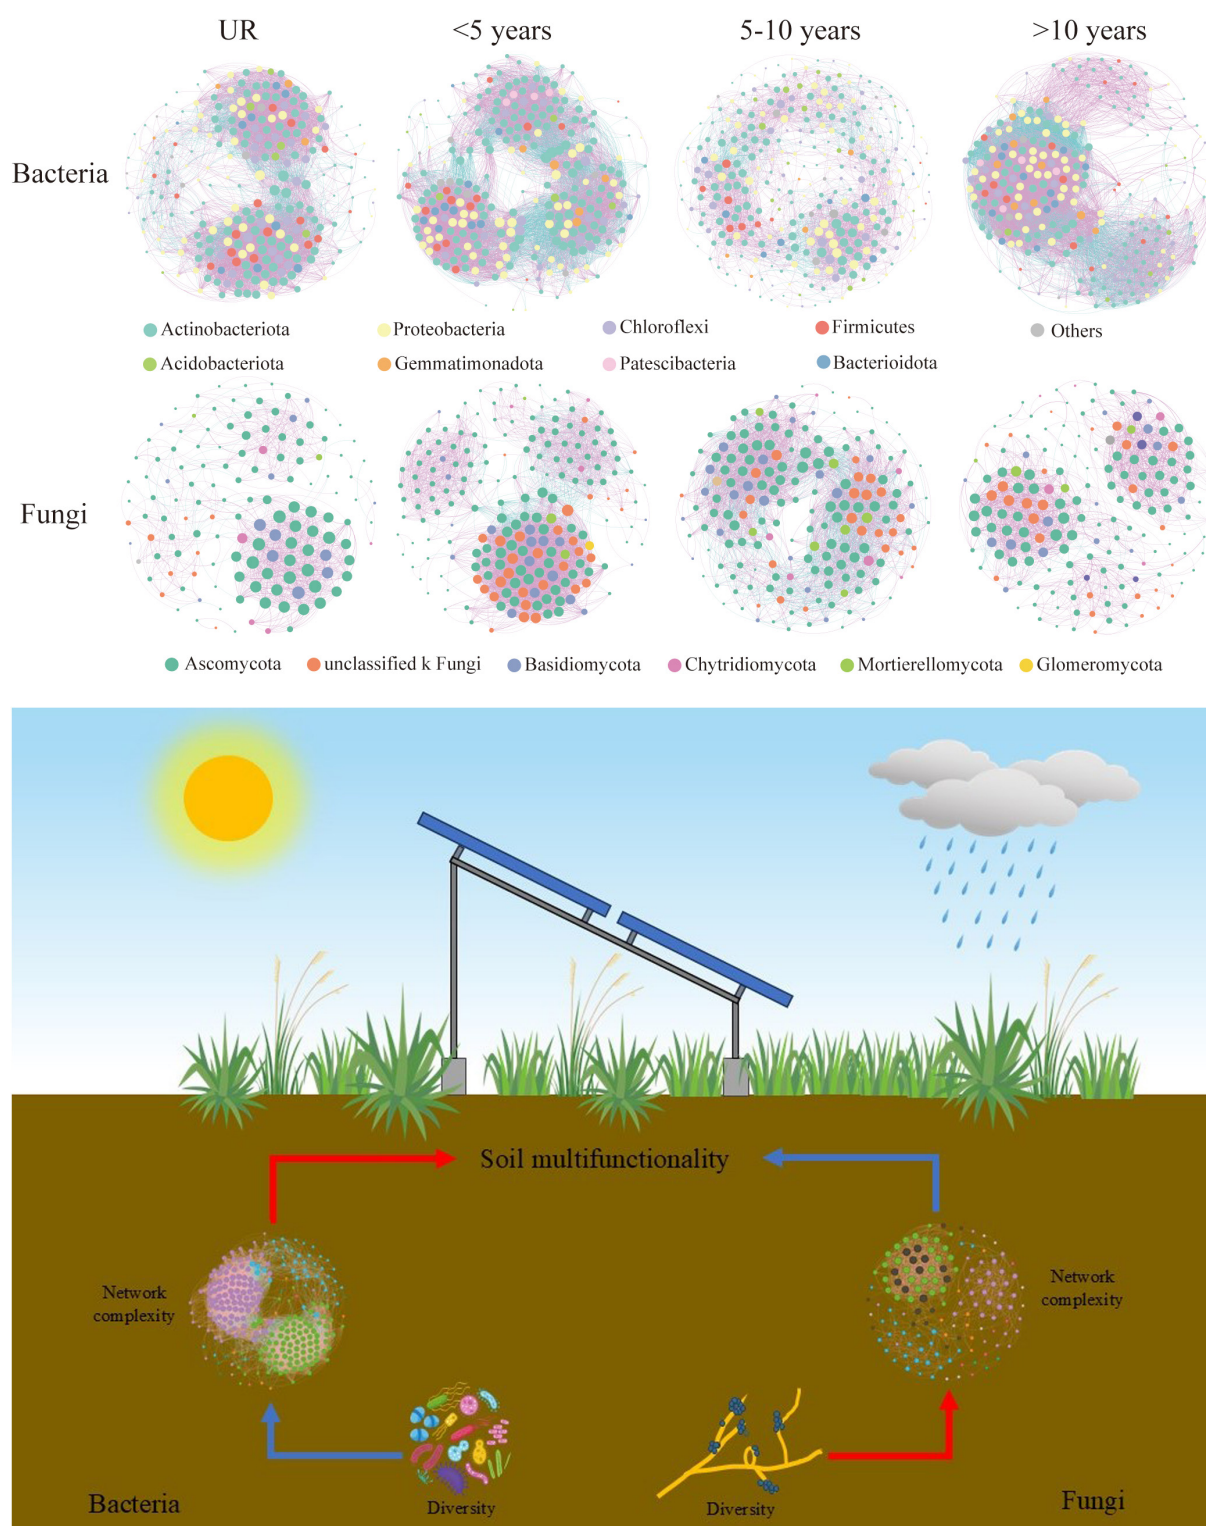 UR
<5 years
5-10 years
>10 years
Bacteria
Actinobacteriota
Proteobacteria
Chloroflexi
Firmicutes
Others
Acidobacteriota
Gemmatimonadota
Patescibacteria
Bacterioidota
Fungi
Ascomycota
unclassified k Fungi
Basidiomycota
Chytridiomycota
Mortierellomycota
Glomeromycota
Soil multifunctionality
Network
complexity
Network
complexity
Diversity
Diversity
Bacteria
Fungi